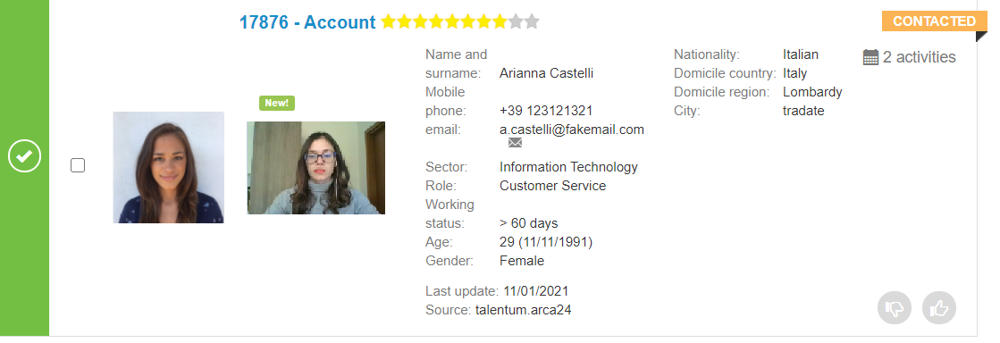 17876 - Account
CONTACTED
Name and
surname: Arianna Castelli
Mobile
phone: +39 123121321
email: a.castelli@fakemail.com
Nationality: Italian
Domicile country: Italy
Domicile region: Lombardy
City: tradate
2 activities
New!
Sector: Information Technology
Role: Customer Service
Working
status: > 60 days
Age: 29 (11/11/1991)
Gender: Female
Last update: 11/01/2021
Source: talentum.arca24